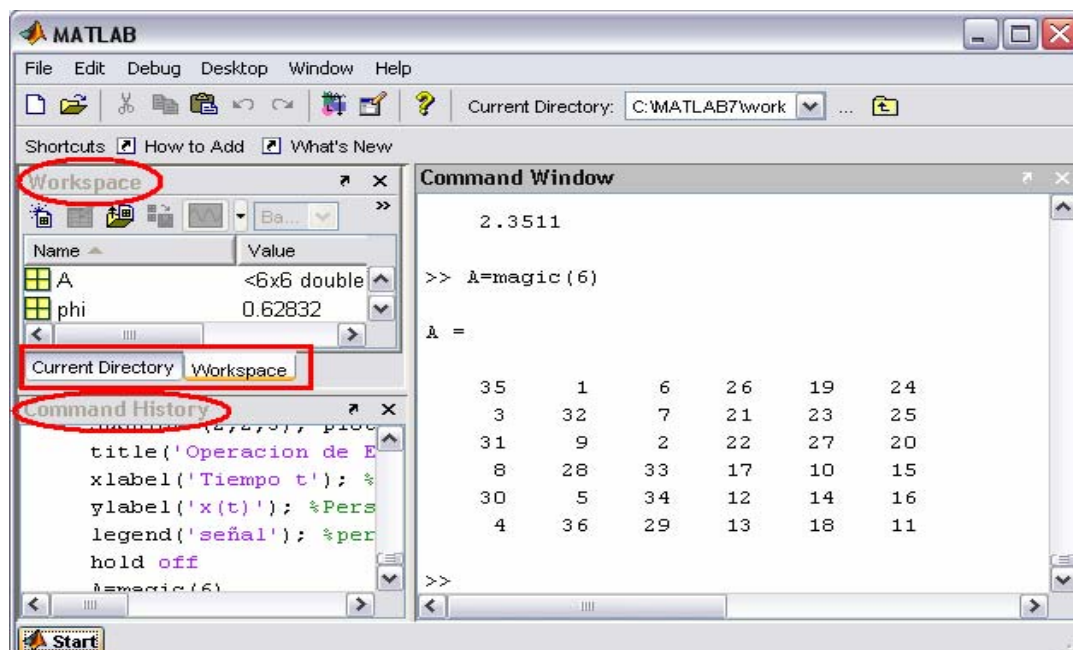 MATLAB
File Edit Debug Desktop Window Help
Current Directory: C:\MATLAB7\work ...
Shortcuts How to Add What's New
Workspace
Ba...
Name Value
A <6x6 double
phi 0.62832
Current Directory Workspace
Command History
title('Operacion de E
xlabel('Tiempo t'); %
ylabel('x(t)'); %Pers
legend('señal'); %per
hold off
A=magic(6)
Command Window
2.3511
>> A=magic(6)
A =
35 1 6 26 19 24
3 32 7 21 23 25
31 9 2 22 27 20
8 28 33 17 10 15
30 5 34 12 14 16
4 36 29 13 18 11
>>
Start